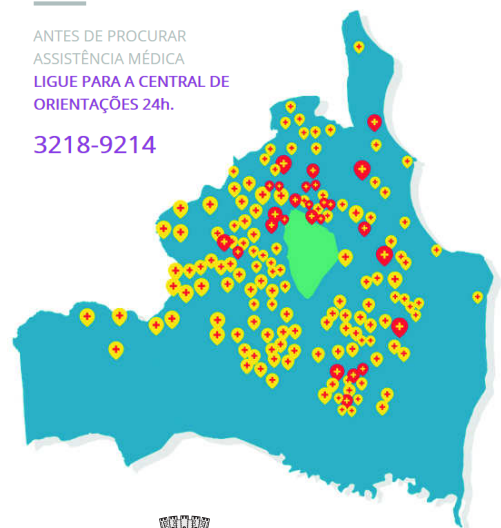 ANTES DE PROCURAR
ASSISTÊNCIA MÉDICA
LIGUE PARA A CENTRAL DE
ORIENTAÇÕES 24h.
3218-9214